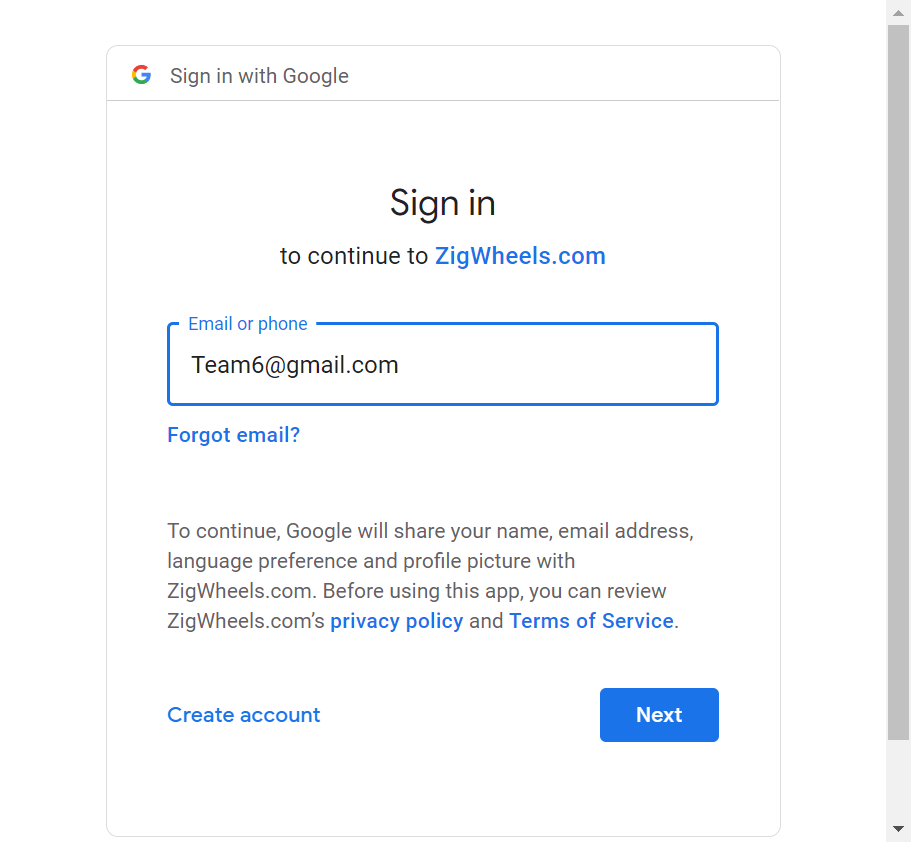 Sign in with Google
Sign in
to continue to ZigWheels.com
Email or phone
Team6@gmail.com
Forgot email?
To continue, Google will share your name, email address,
language preference and profile picture with
ZigWheels.com. Before using this app, you can review
ZigWheels.com’s privacy policy and Terms of Service.
Create account
Next